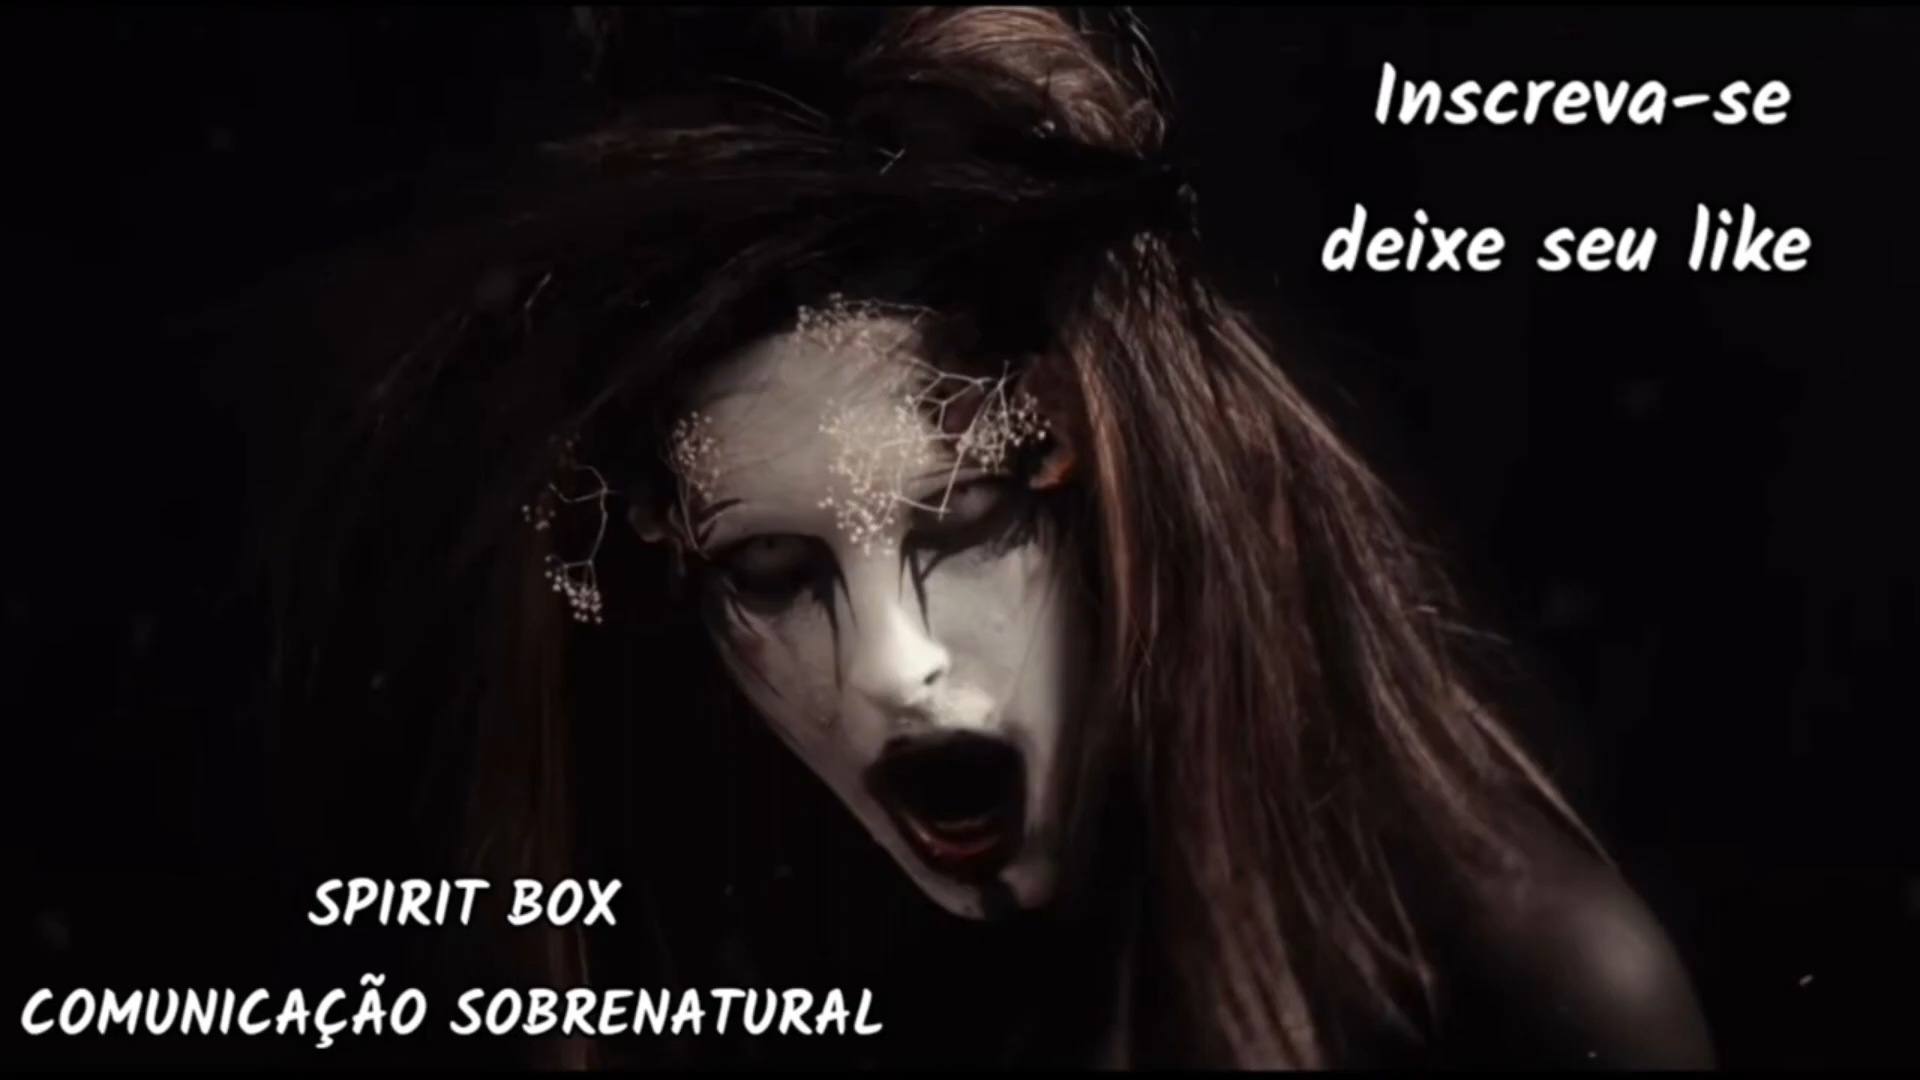 Inscreva-se
deixe seu like
SPIRIT BOX
COMUNICAÇÃO SOBRENATURAL